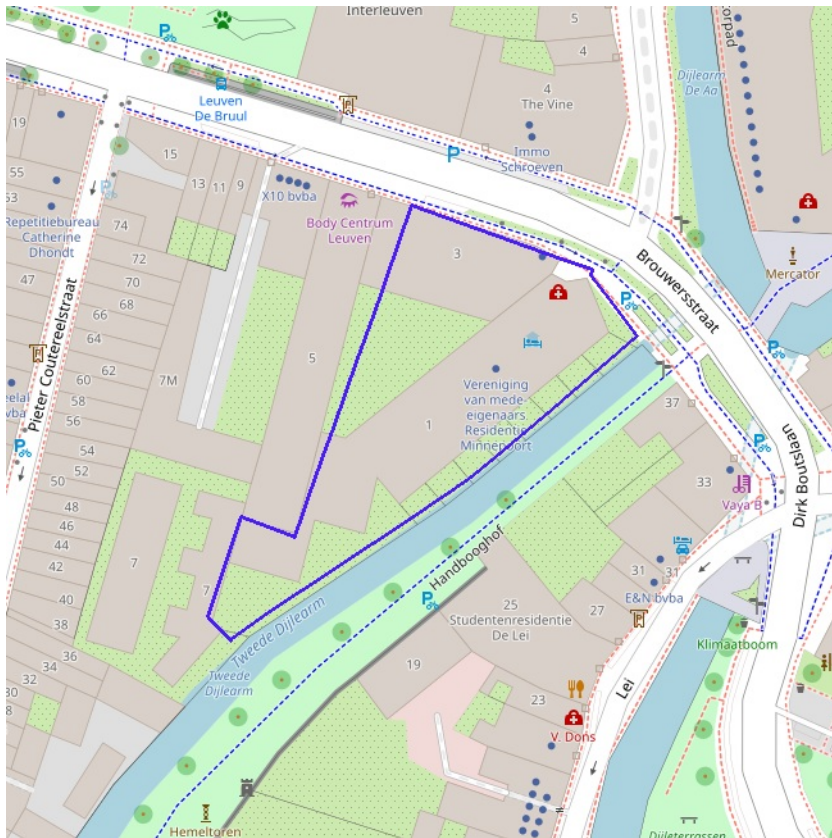 Interleuven
5
4
4
The Vine
Dijlearm
De Aa
Leuven
De Bruul
P
P
Immo
Schroeven
19
15
55
53
13
11
9
X10 bvba
Body Centrum
Leuven
3
Repetitiebureau
Catherine
Dhondt
74
72
70
68
66
64
62
60
58
56
54
52
50
48
46
44
42
40
38
36
34
32
30
47
7M
5
1
7
7
Mercator
Brouwersstraat
Pieter Coutereelstraat
Vereniging
van mede-
eigenaars
Residentie
Minnepoort
37
33
Vaya B
Dirk Boutslaan
31
31
E&N bvba
27
25
Studentenresidentie
De Lei
Handbooghof
Tweede Dijlearm
Tweede
Dijlearm
19
23
V. Dons
Lei
Klimaatboom
Hemeltoren
Dijleterrassen